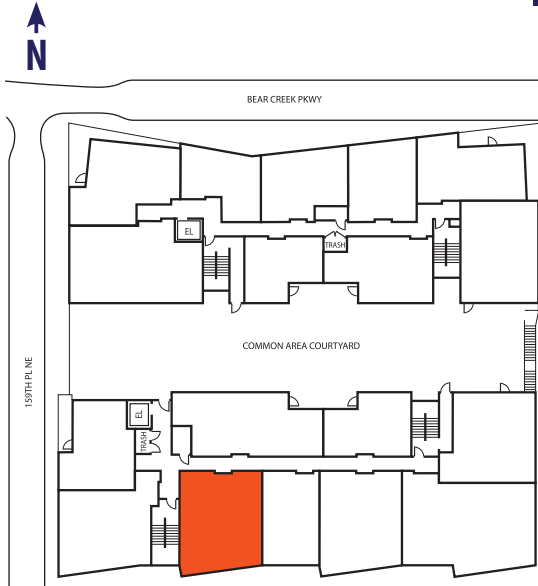 N
BEAR CREEK PKWY
EL
TRASH
COMMON AREA COURTYARD
159TH PL NE
EL
TRASH